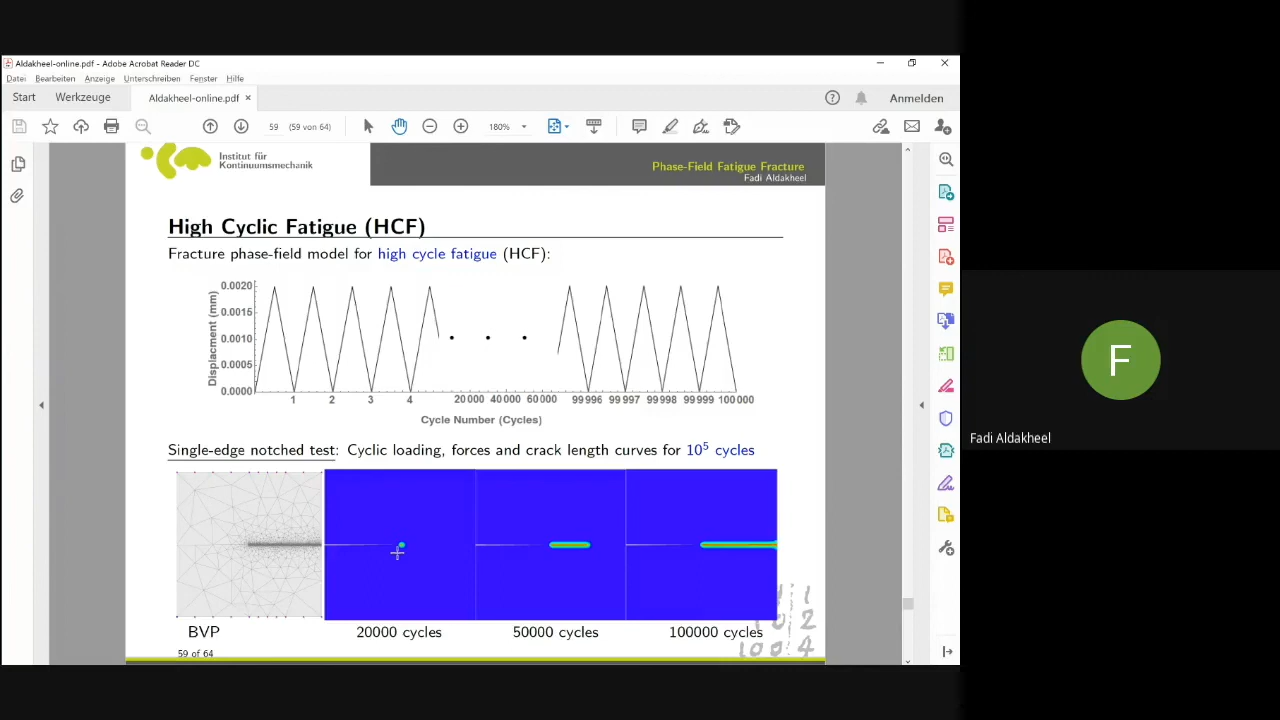 Aldakheel-online.pdf - Adobe Acrobat Reader DC
Datei Bearbeiten Anzeige Unterschreiben Fenster Hilfe
Start Werkzeuge Aldakheel-online.pdf × Anmelden
59 (59 von 64) 180%
Institut für
Kontinuumsmechanik
Phase-Field Fatigue Fracture
Fadi Aldakheel
High Cyclic Fatigue (HCF)
Fracture phase-field model for high cycle fatigue (HCF):
Displacment (mm)
0.0020
0.0015
0.0010
0.0005
0.0000
1 2 3 4 20000 40000 60000 99996 99997 99998 99999 100000
Cycle Number (Cycles)
Single-edge notched test: Cyclic loading, forces and crack length curves for 10⁵ cycles
BVP 20000 cycles 50000 cycles 100000 cycles
59 of 64
F
Fadi Aldakheel